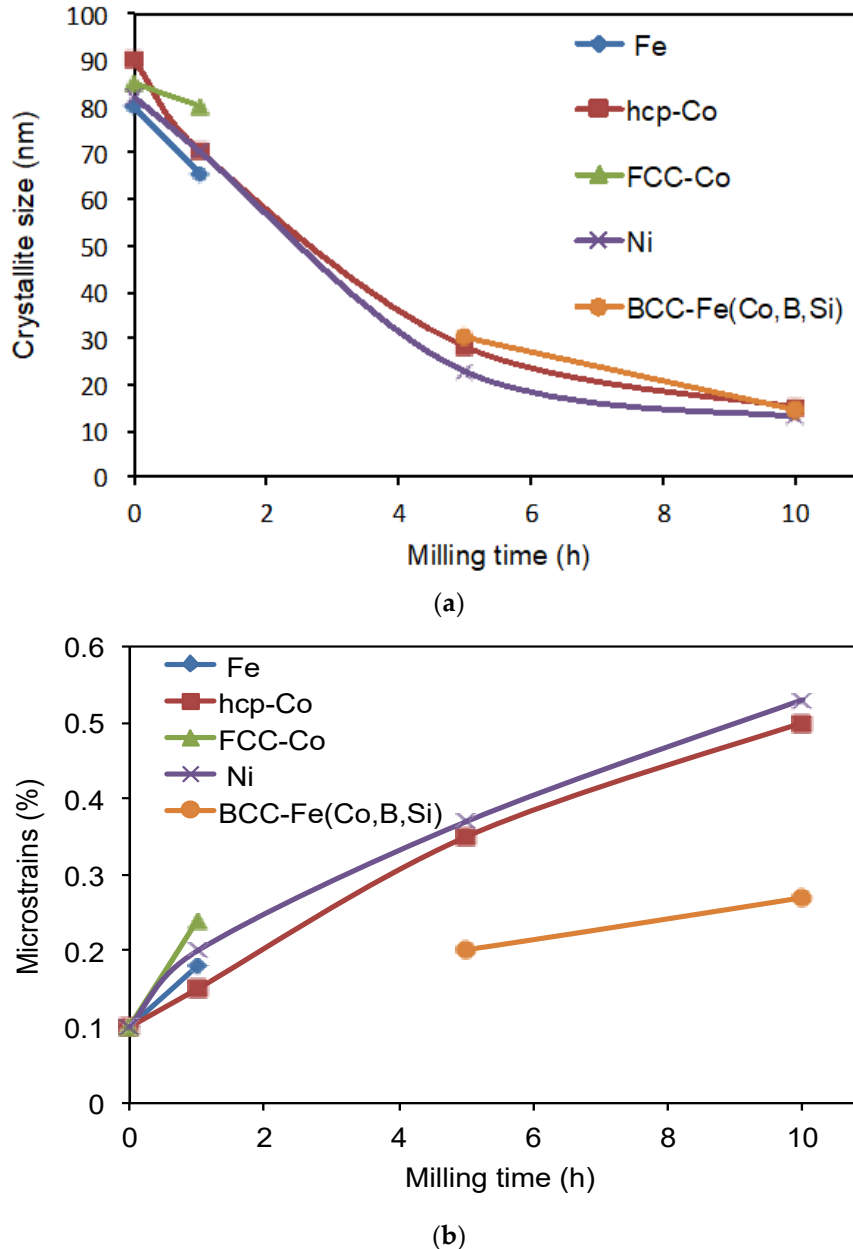 100
90
80
70
60
50
40
30
20
10
0
Crystallite size (nm)
Fe
hcp-Co
FCC-Co
Ni
BCC-Fe(Co,B,Si)
0 2 4 6 8 10
Milling time (h)
(a)
0.6
0.5
0.4
0.3
0.2
0.1
0
Microstrains (%)
Fe
hcp-Co
FCC-Co
Ni
BCC-Fe(Co,B,Si)
0 2 4 6 8 10
Milling time (h)
(b)